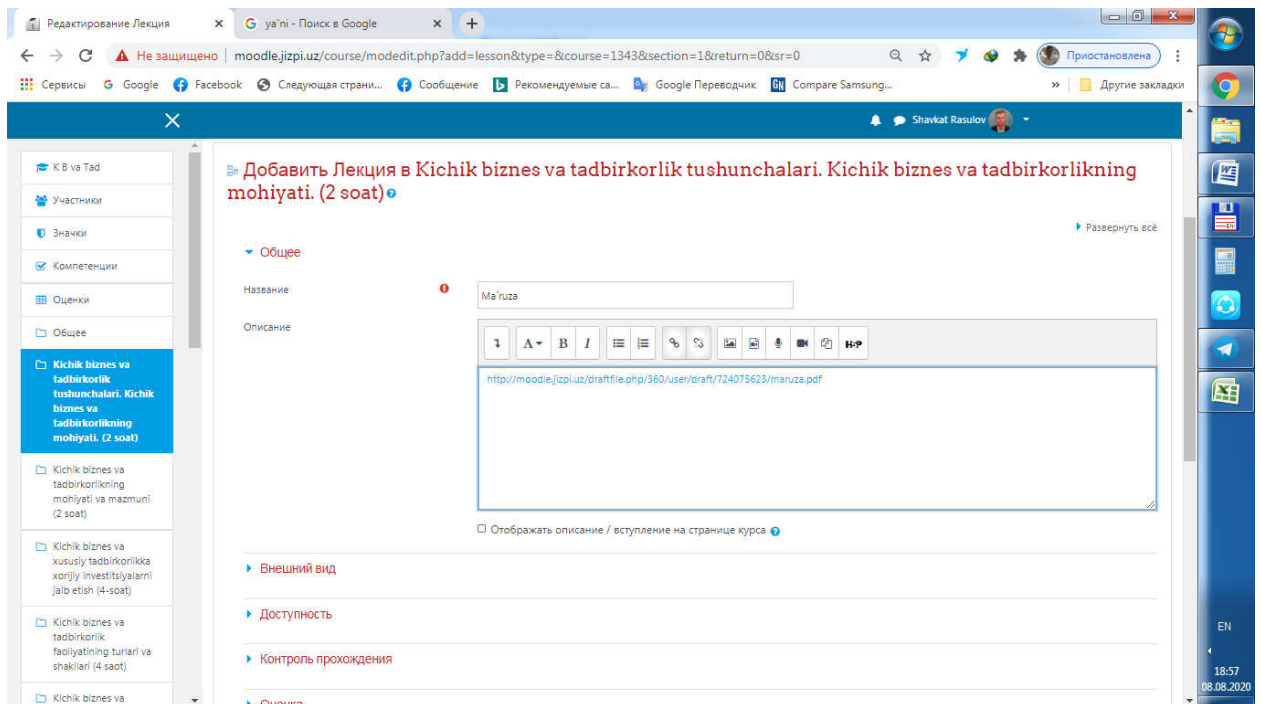 Редактирование Лекция
ya'ni - Поиск в Google
Не защищено | moodle.jizpi.uz/course/modedit.php?add=lesson&type=&course=1343&section=1&return=0&sr=0
Приостановлена
Сервисы
Google
Facebook
Следующая страни...
Сообщение
Рекомендуемые са...
Google Переводчик
Compare Samsung...
»
Другие закладки
Shavkat Rasulov
K B va Tad
Участники
Значки
Компетенции
Оценки
Общее
Kichik biznes va
tadbirkorlik
tushunchalari. Kichik
biznes va
tadbirkorlikning
mohiyati. (2 soat)
Kichik biznes va
tadbirkorlikning
mohiyati va mazmuni
(2 soat)
Kichik biznes va
xususiy tadbirkorlikka
xorijiy investitsiyalarni
jalb etish (4-soat)
Kichik biznes va
tadbirkorlik
faoliyatining turlari va
shakllari (4 saot)
Kichik biznes va
Добавить Лекция в Kichik biznes va tadbirkorlik tushunchalari. Kichik biznes va tadbirkorlikning
mohiyati. (2 soat)
Развернуть всё
Общее
Название
Ma'ruza
Описание
A B I H5P
http://moodle.jizpi.uz/draftfile.php/360/user/draft/724075623/maruza.pdf
Отображать описание / вступление на странице курса
Внешний вид
Доступность
Контроль прохождения
Оценка
EN
18:57
08.08.2020